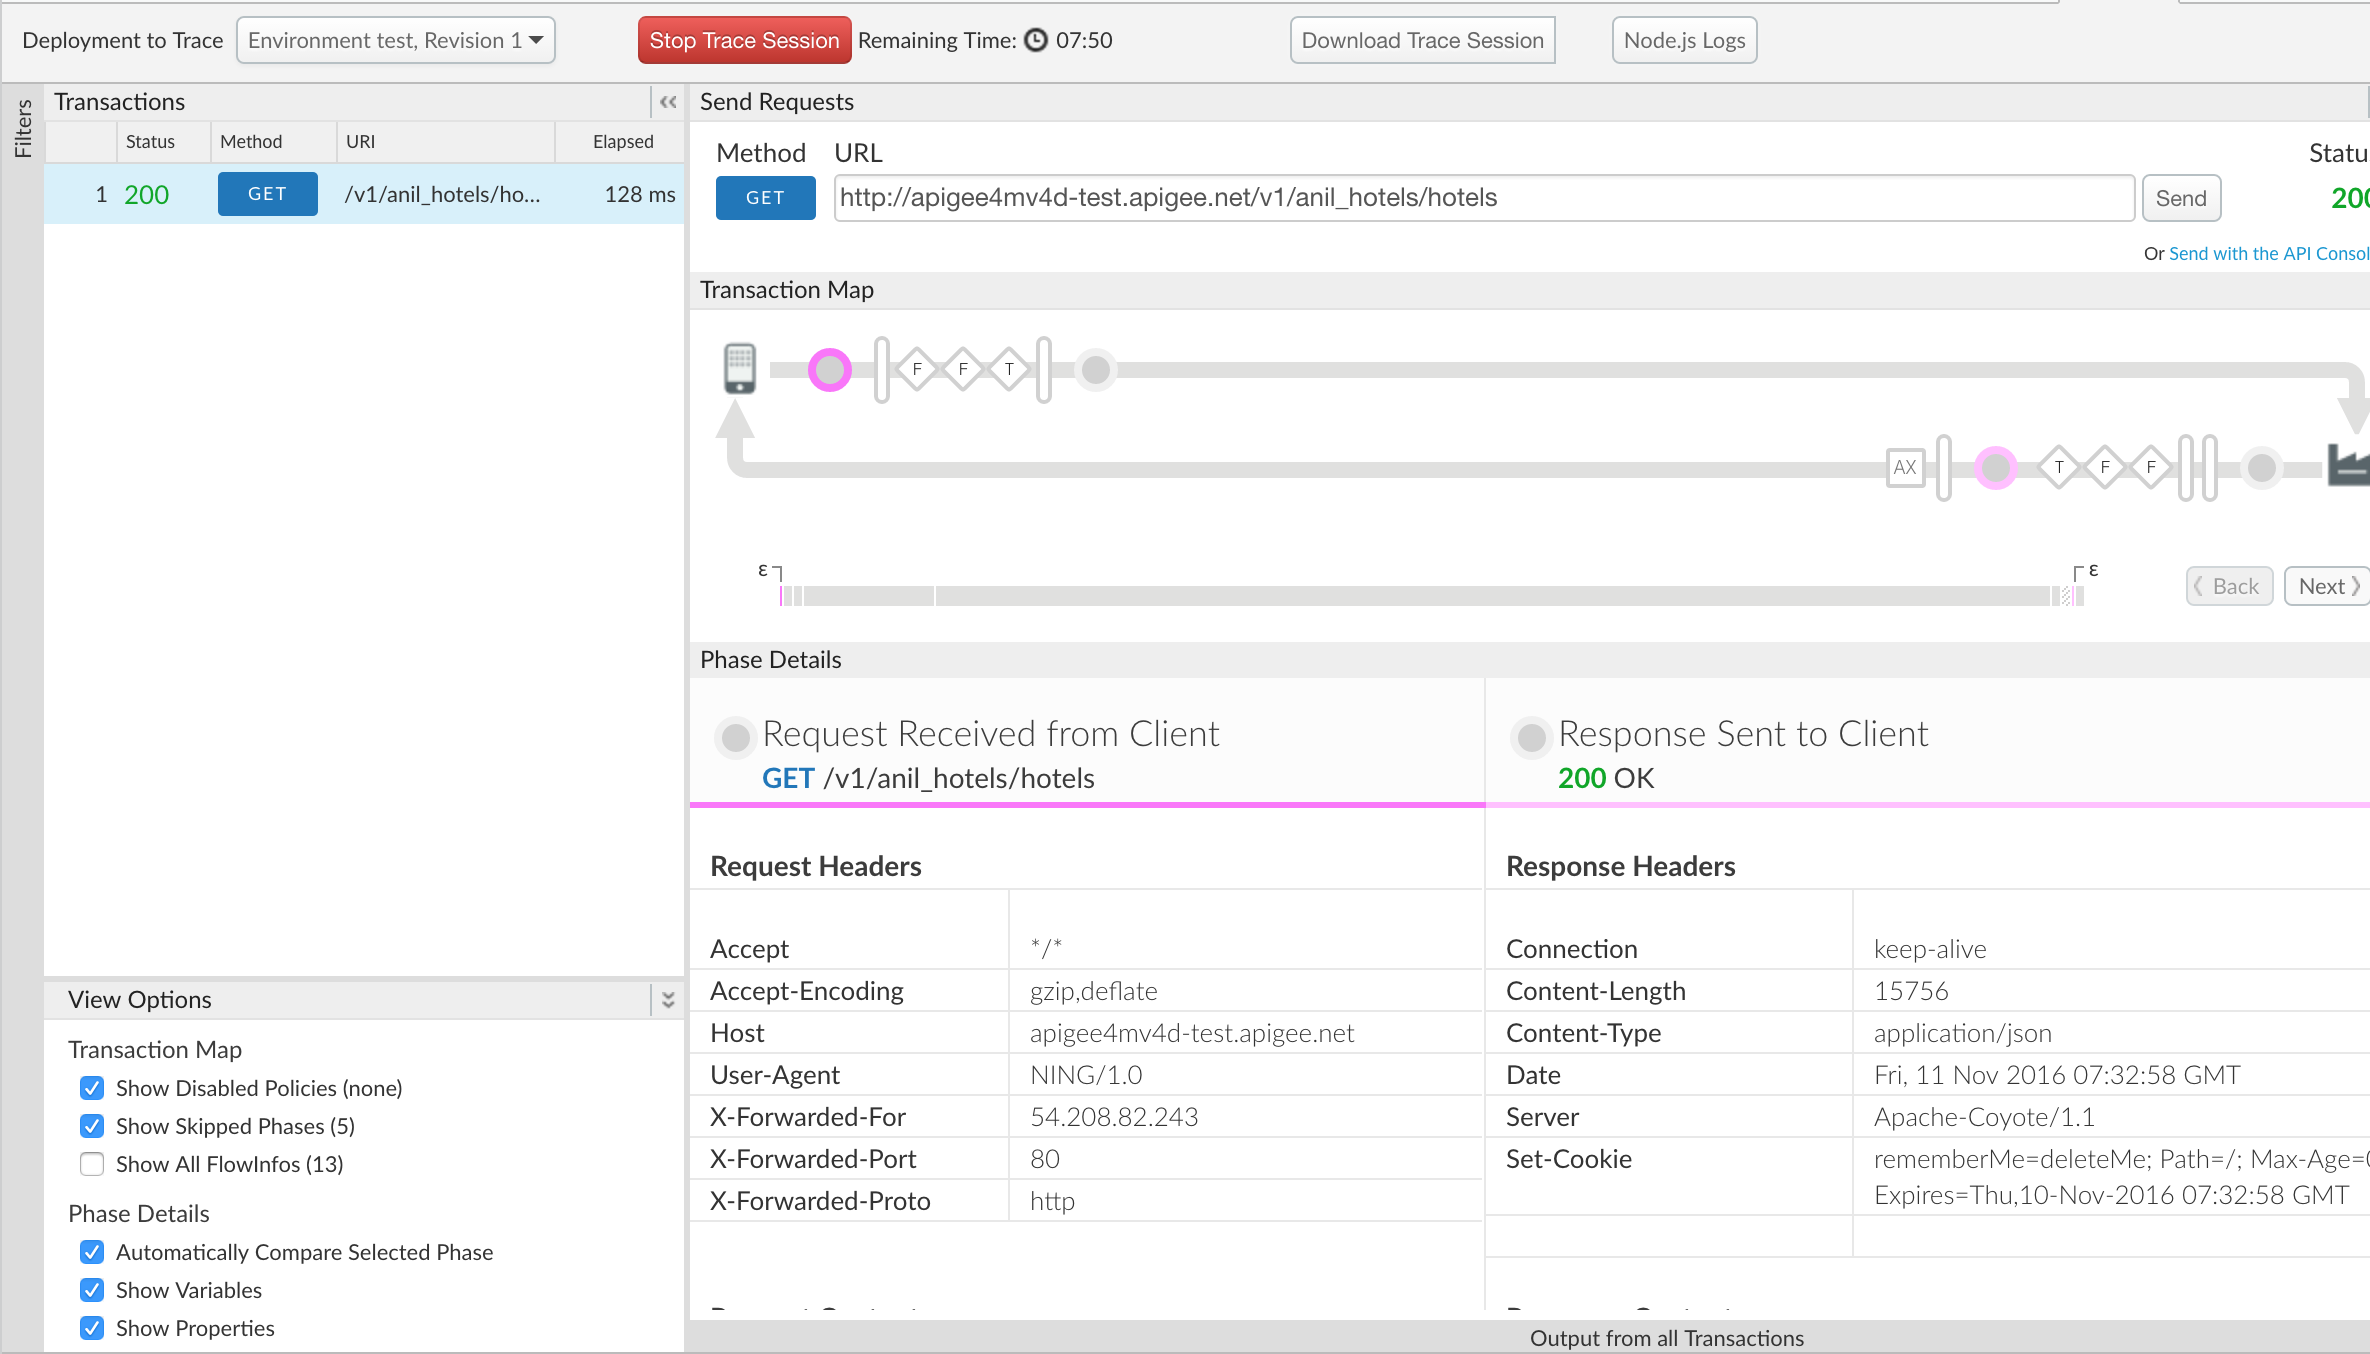 Deployment to Trace Environment test, Revision 1 Stop Trace Session Remaining Time: 07:50 Download Trace Session Node.js Logs
Filters
Transactions
Status Method URI Elapsed
1 200 GET /v1/anil_hotels/ho... 128 ms
Send Requests
Method URL Statu
GET http://apigee4mv4d-test.apigee.net/v1/anil_hotels/hotels Send 200
Or Send with the API Consol
Transaction Map
F F T
AX T F F
ε ε
Back Next
Phase Details
Request Received from Client
GET /v1/anil_hotels/hotels
Response Sent to Client
200 OK
Request Headers
Accept */*
Accept-Encoding gzip,deflate
Host apigee4mv4d-test.apigee.net
User-Agent NING/1.0
X-Forwarded-For 54.208.82.243
X-Forwarded-Port 80
X-Forwarded-Proto http
Response Headers
Connection keep-alive
Content-Length 15756
Content-Type application/json
Date Fri, 11 Nov 2016 07:32:58 GMT
Server Apache-Coyote/1.1
Set-Cookie rememberMe=deleteMe; Path=/; Max-Age=0
Expires=Thu,10-Nov-2016 07:32:58 GMT
View Options
Transaction Map
Show Disabled Policies (none)
Show Skipped Phases (5)
Show All FlowInfos (13)
Phase Details
Automatically Compare Selected Phase
Show Variables
Show Properties
Output from all Transactions